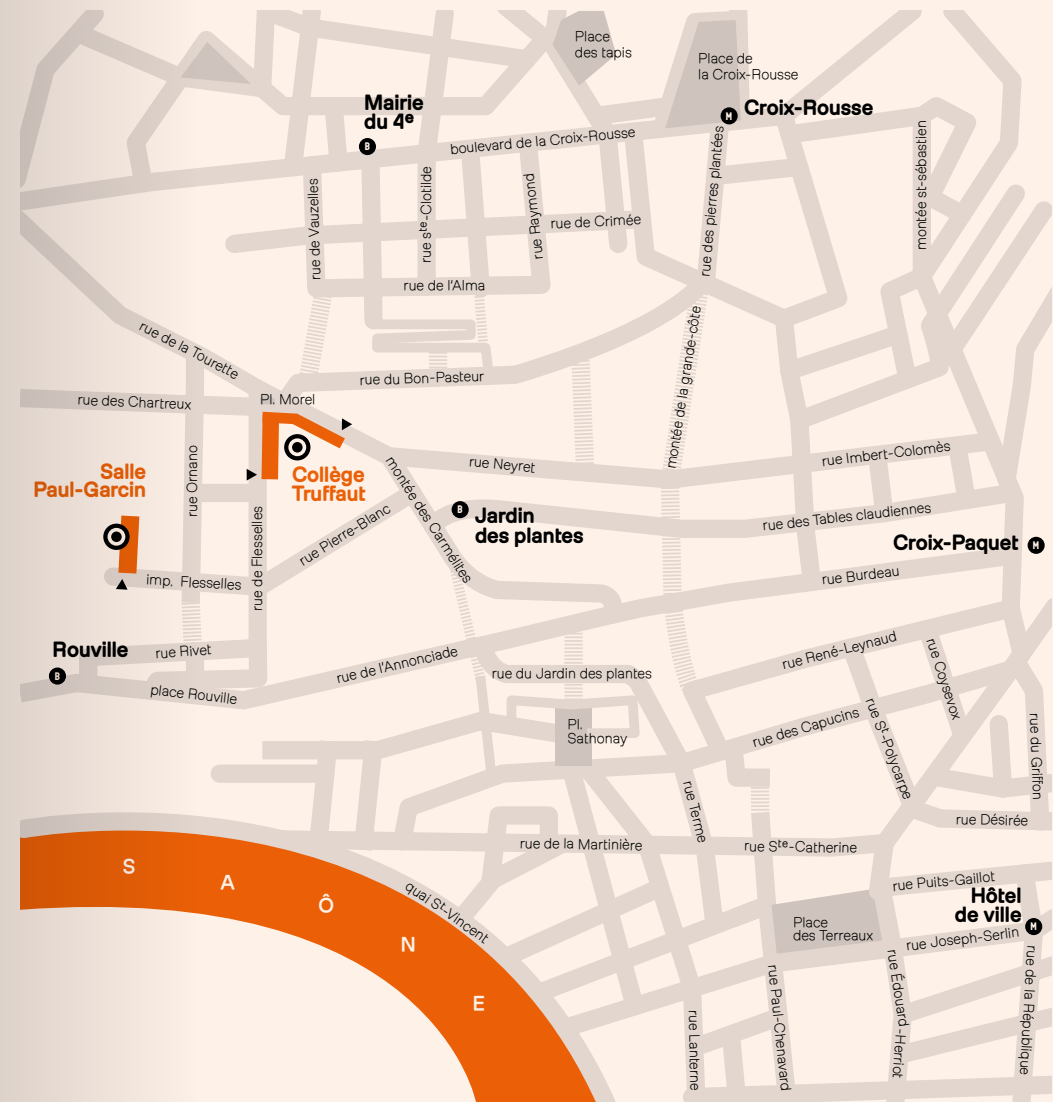 Place
des tapis
Place de
la Croix-Rousse
Mairie
du 4e
B
M
Croix-Rousse
boulevard de la Croix-Rousse
rue des pierres plantées
montée st-sébastien
rue de Vauzelles
rue ste-Clotilde
rue Raymond
rue de Crimée
rue de l'Alma
rue de la Tourette
montée de la grande-côte
rue du Bon-Pasteur
rue des Chartreux
Pl. Morel
rue Ornano
Salle
Paul-Garcin
Collège
Truffaut
montée des Carmélites
rue Neyret
rue Imbert-Colomès
B
Jardin
des plantes
rue des Tables claudiennes
Croix-Paquet
M
rue Pierre-Blanc
rue de Flesselles
imp. Flesselles
rue Burdeau
Rouville
B
rue Rivet
place Rouville
rue de l'Annonciade
rue du Jardin des plantes
rue René-Leynaud
rue Coysevox
rue des Capucins
rue St-Polycarpe
rue du Griffon
Pl.
Sathonay
rue Terme
rue Désirée
rue de la Martinière
rue Ste-Catherine
rue Puits-Gaillot
Hôtel
de ville
M
Place
des Terreaux
rue Joseph-Serlin
quai St-Vincent
S A Ô N E
rue Lanterne
rue Paul-Chenavard
rue Édouard-Herriot
rue de la République